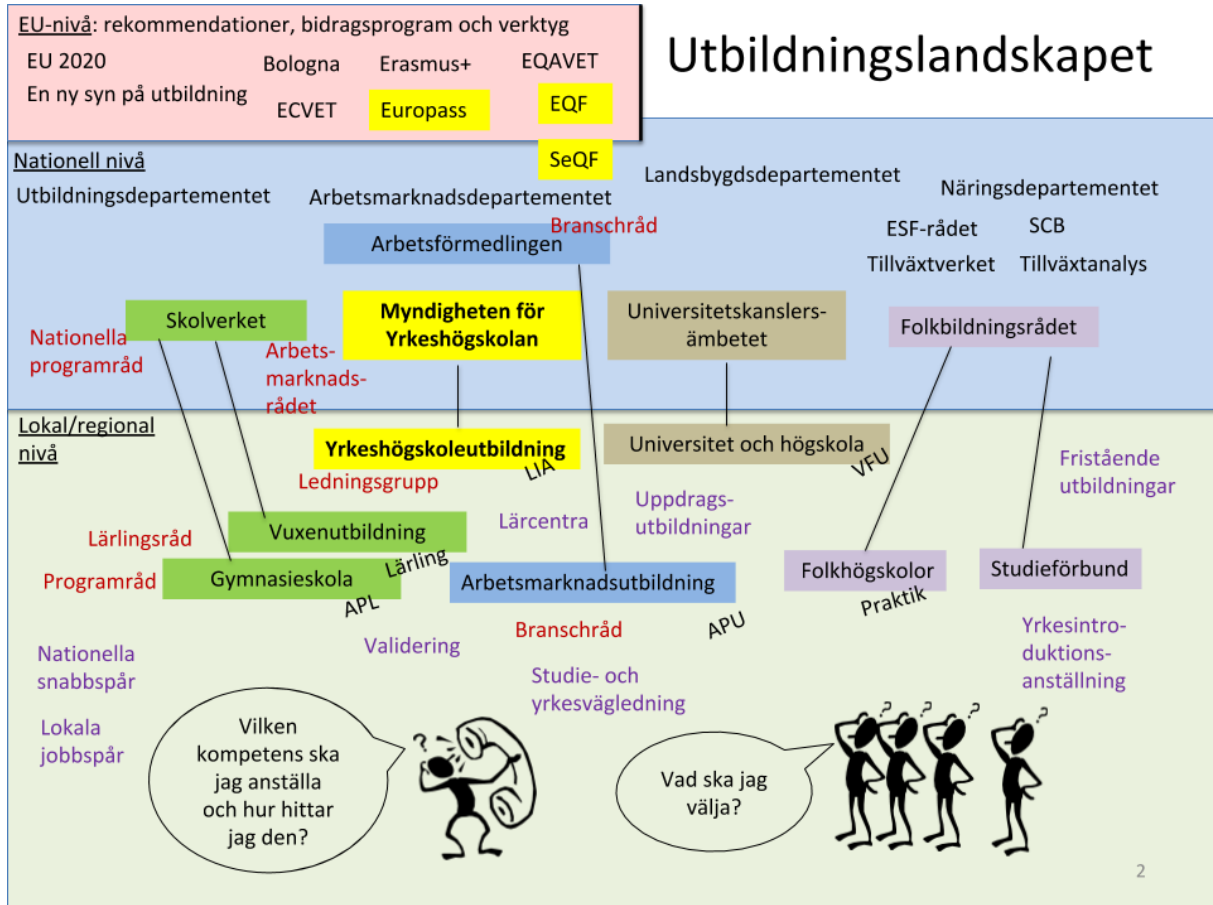 EU-nivå: rekommendationer, bidragsprogram och verktyg
EU 2020
Bologna
Erasmus+
EQAVET
En ny syn på utbildning
ECVET
Europass
EQF
Utbildningslandskapet
Nationell nivå
SeQF
Utbildningsdepartementet
Arbetsmarknadsdepartementet
Landsbygdsdepartementet
Näringsdepartementet
Branschråd
Arbetsförmedlingen
ESF-rådet
SCB
Tillväxtverket
Tillväxtanalys
Skolverket
Myndigheten för
Yrkeshögskolan
Universitetskanslers-
ämbetet
Folkbildningsrådet
Nationella
programråd
Arbets-
marknads-
rådet
Lokal/regional
nivå
Yrkeshögskoleutbildning
LIA
Universitet och högskola
VFU
Ledningsgrupp
Fristående
utbildningar
Lärcentra
Uppdrags-
utbildningar
Lärlingsråd
Vuxenutbildning
Lärling
Programråd
Gymnasieskola
APL
Arbetsmarknadsutbildning
APU
Folkhögskolor
Praktik
Studieförbund
Validering
Branschråd
Nationella
snabbspår
Studie- och
yrkesvägledning
Yrkesintro-
duktions-
anställning
Lokala
jobbspår
Vilken
kompetens ska
jag anställa
och hur hittar
jag den?
?
Vad ska jag
välja?
?
?
?
?
2